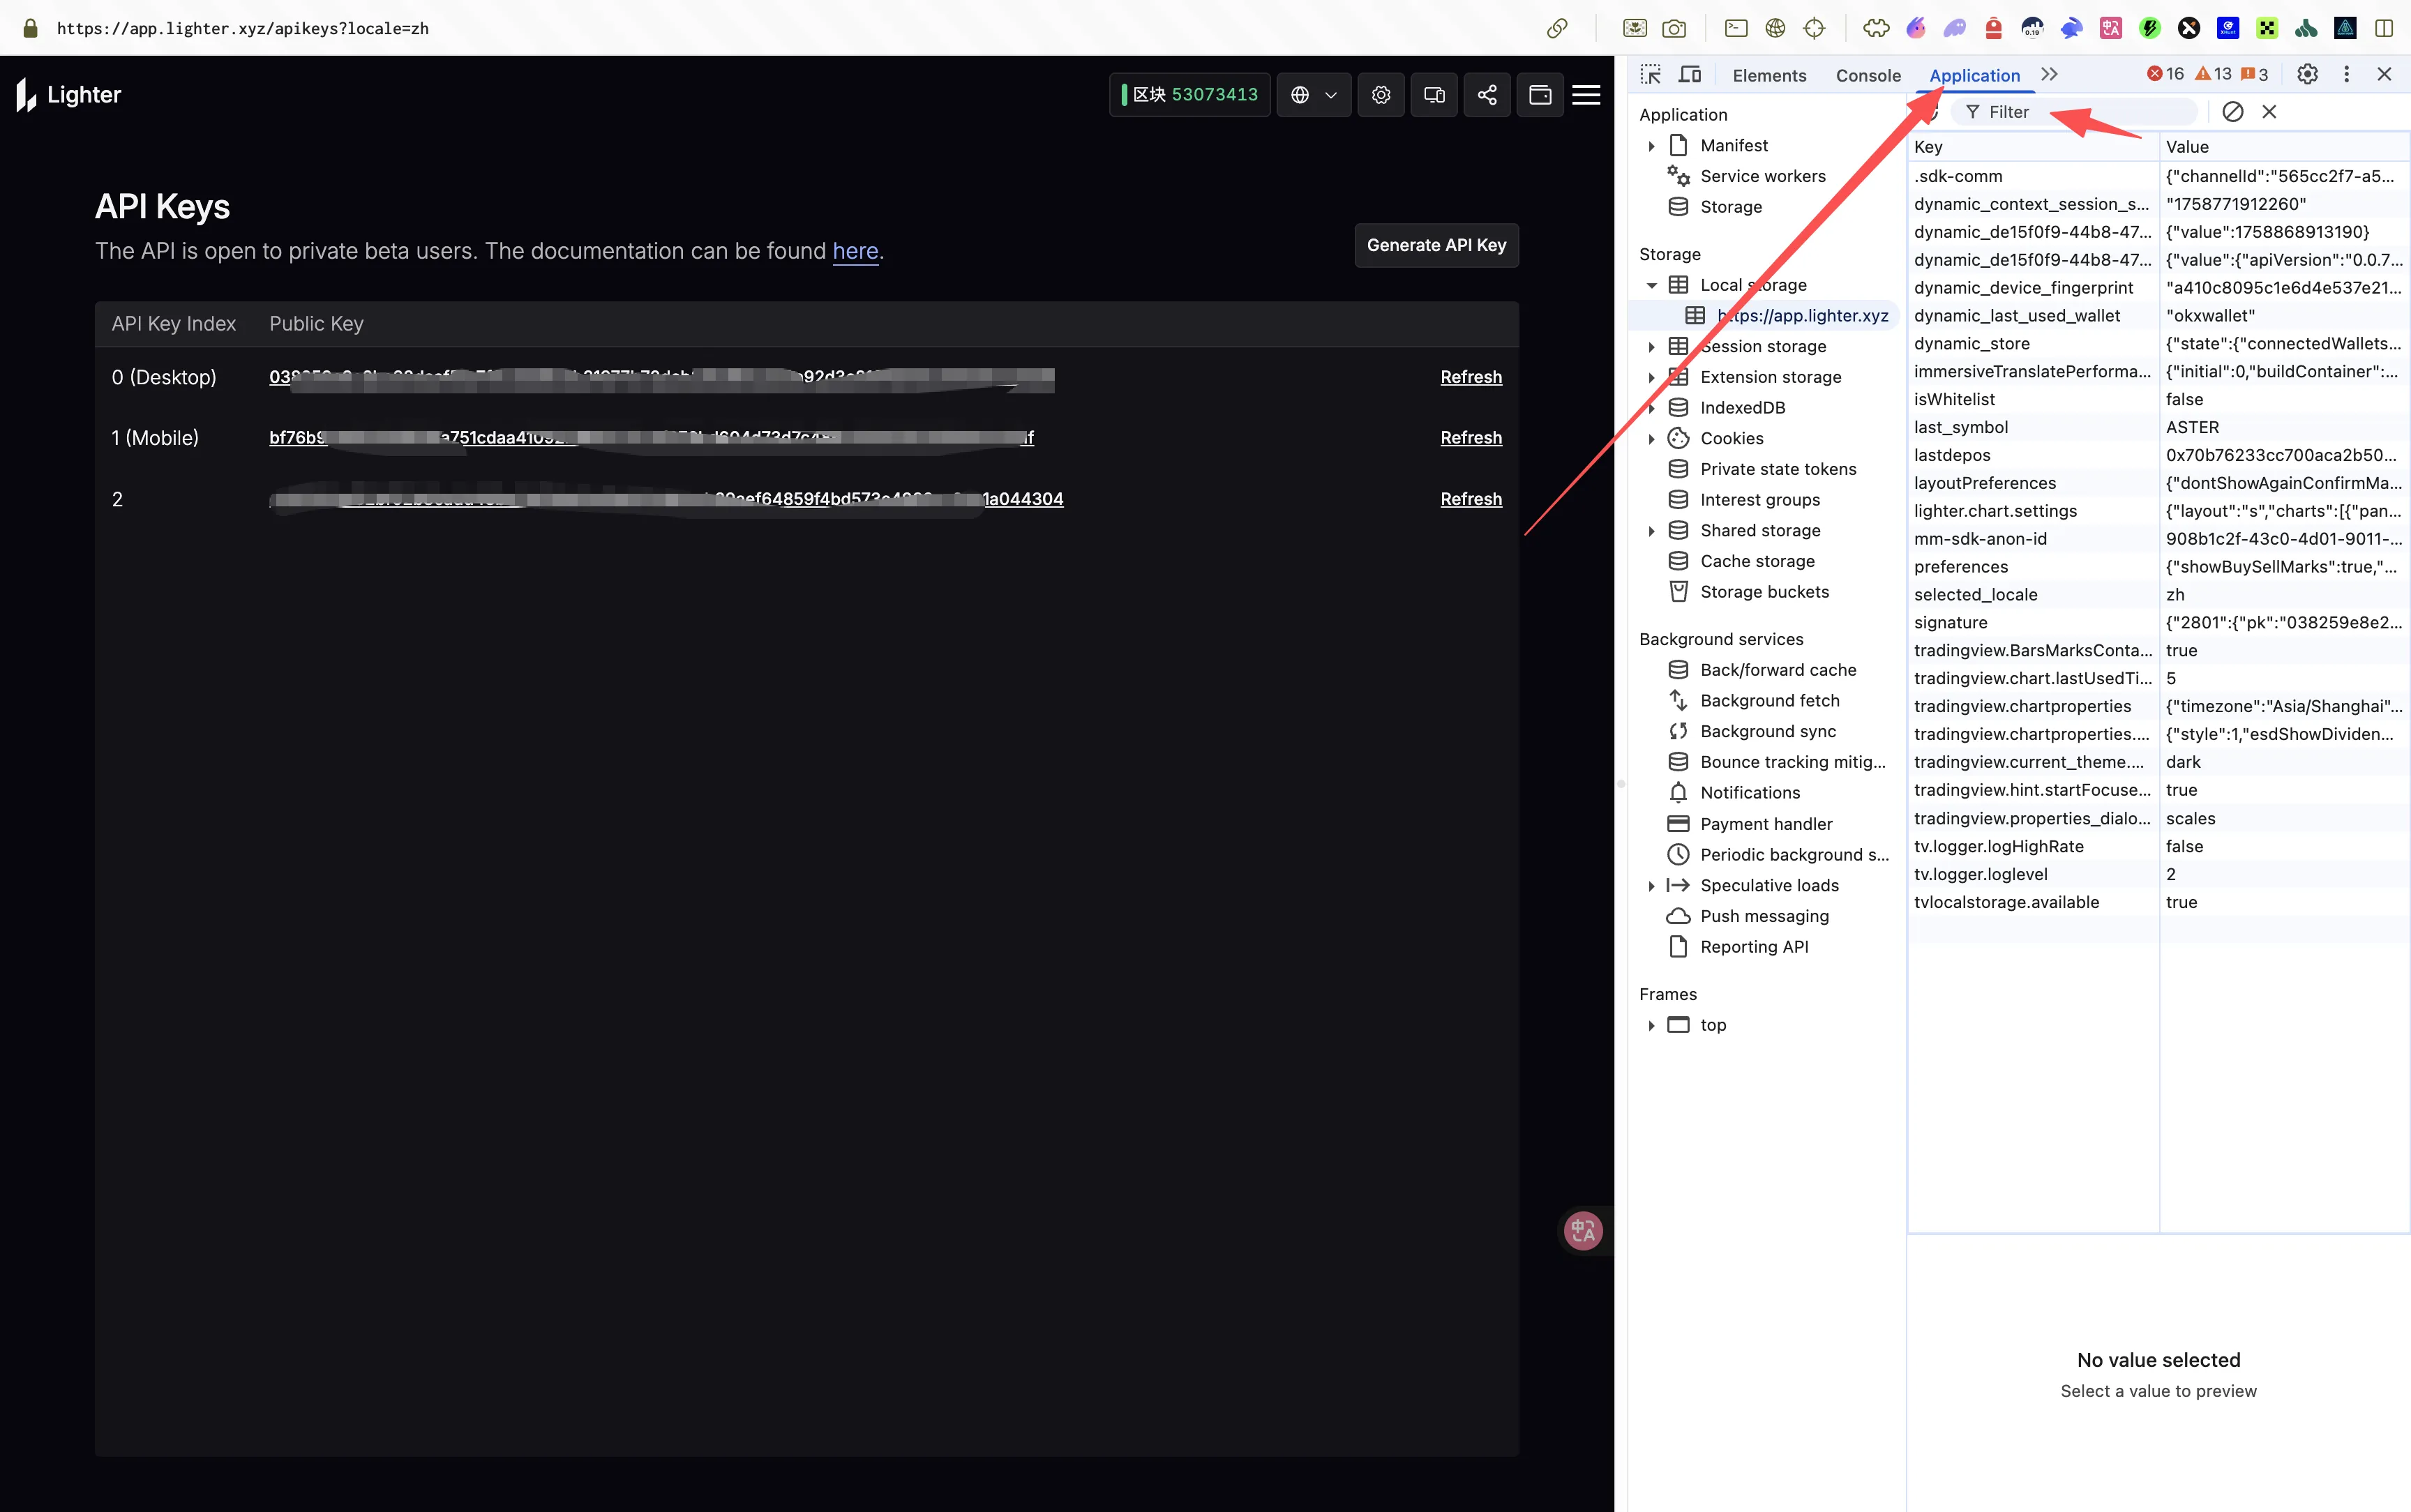 https://app.lighter.xyz/apikeys?locale=zh
Lighter
区块 53073413
API Keys
The API is open to private beta users. The documentation can be found here.
Generate API Key
API Key Index
Public Key
0 (Desktop)
Refresh
1 (Mobile)
Refresh
2
Refresh
中A
Elements
Console
Application
16
13
3
Application
Manifest
Service workers
Storage
Storage
Local storage
https://app.lighter.xyz
Session storage
Extension storage
IndexedDB
Cookies
Private state tokens
Interest groups
Shared storage
Cache storage
Storage buckets
Background services
Back/forward cache
Background fetch
Background sync
Bounce tracking mitig...
Notifications
Payment handler
Periodic background s...
Speculative loads
Push messaging
Reporting API
Frames
top
Filter
Key Value
.sdk-comm {"channelId":"565cc2f7-a5...
dynamic_context_session_s... "1758771912260"
dynamic_de15f0f9-44b8-47... {"value":1758868913190}
dynamic_de15f0f9-44b8-47... {"value":{"apiVersion":"0.0.7...
dynamic_device_fingerprint "a410c8095c1e6d4e537e21...
dynamic_last_used_wallet "okxwallet"
dynamic_store {"state":{"connectedWallets...
immersiveTranslatePerforma... {"initial":0,"buildContainer":...
isWhitelist false
last_symbol ASTER
lastdepos 0x70b76233cc700aca2b50...
layoutPreferences {"dontShowAgainConfirmMa...
lighter.chart.settings {"layout":"s","charts":[{"pan...
mm-sdk-anon-id 908b1c2f-43c0-4d01-9011-...
preferences {"showBuySellMarks":true,"...
selected_locale zh
signature {"2801":{"pk":"038259e8e2...
tradingview.BarsMarksConta... true
tradingview.chart.lastUsedTi... 5
tradingview.chartproperties {"timezone":"Asia/Shanghai"...
tradingview.chartproperties.... {"style":1,"esdShowDividen...
tradingview.current_theme.... dark
tradingview.hint.startFocuse... true
tradingview.properties_dialo... scales
tv.logger.logHighRate false
tv.logger.loglevel 2
tvlocalstorage.available true
No value selected
Select a value to preview